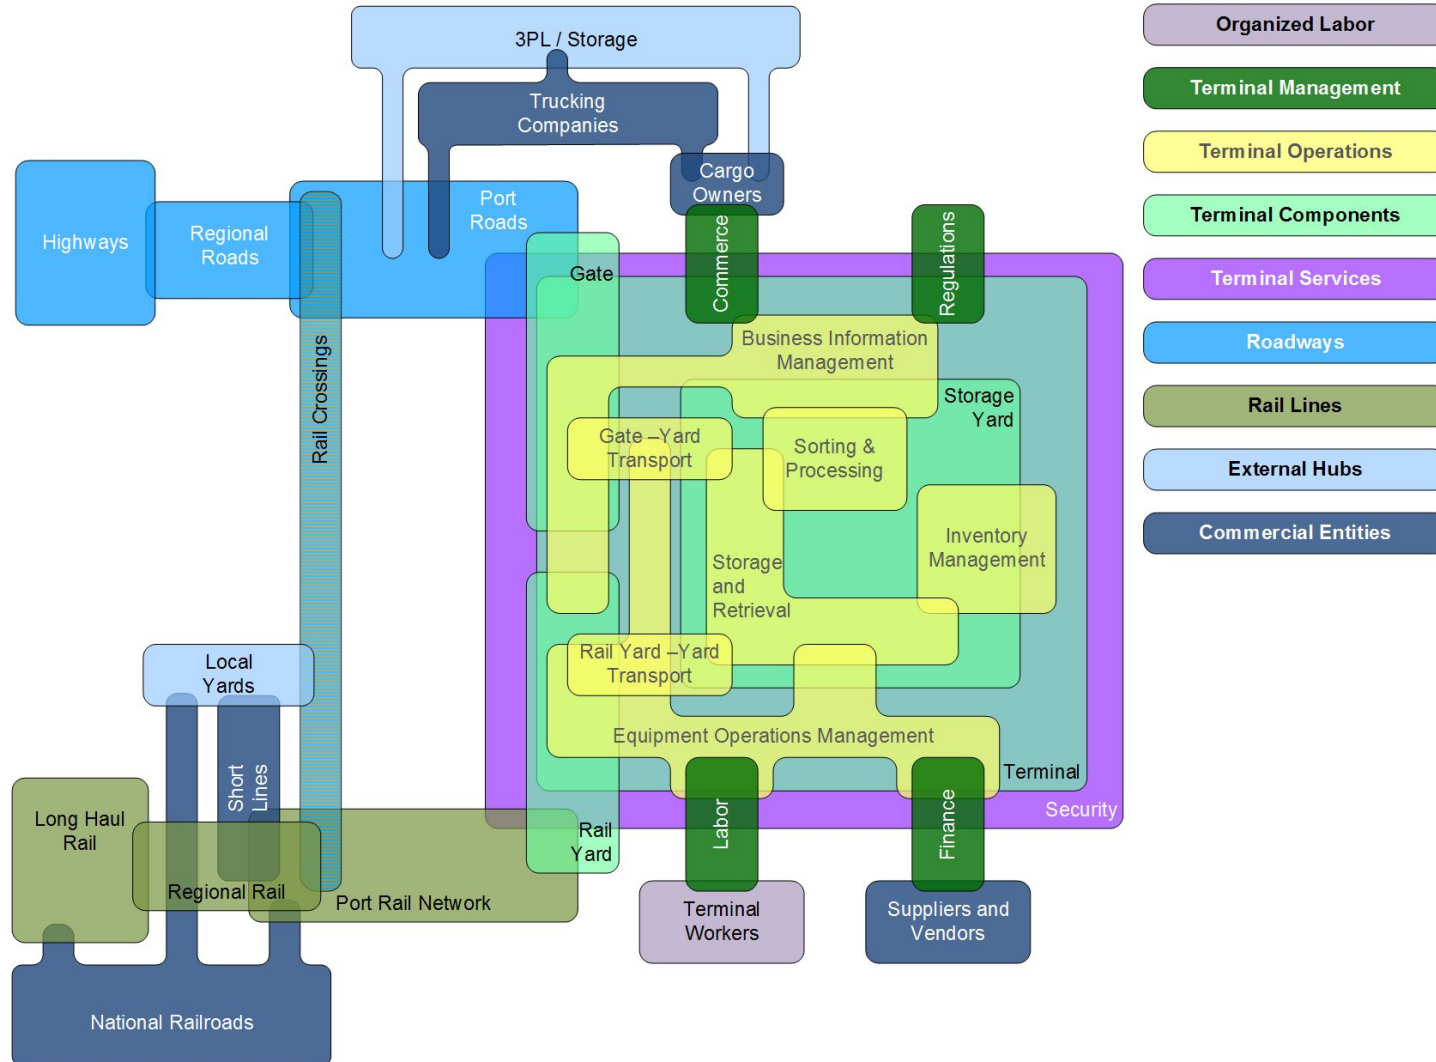 3PL / Storage
Trucking
Companies
Cargo
Owners
Port
Roads
Highways
Regional
Roads
Rail Crossings
Gate
Commerce
Regulations
Business Information
Management
Storage
Yard
Gate –Yard
Transport
Sorting &
Processing
Inventory
Management
Storage
and
Retrieval
Rail Yard –Yard
Transport
Equipment Operations Management
Terminal
Security
Labor
Finance
Rail
Yard
Terminal
Workers
Suppliers and
Vendors
Local
Yards
Short
Lines
Long Haul
Rail
Regional Rail
Port Rail Network
National Railroads
Organized Labor
Terminal Management
Terminal Operations
Terminal Components
Terminal Services
Roadways
Rail Lines
External Hubs
Commercial Entities